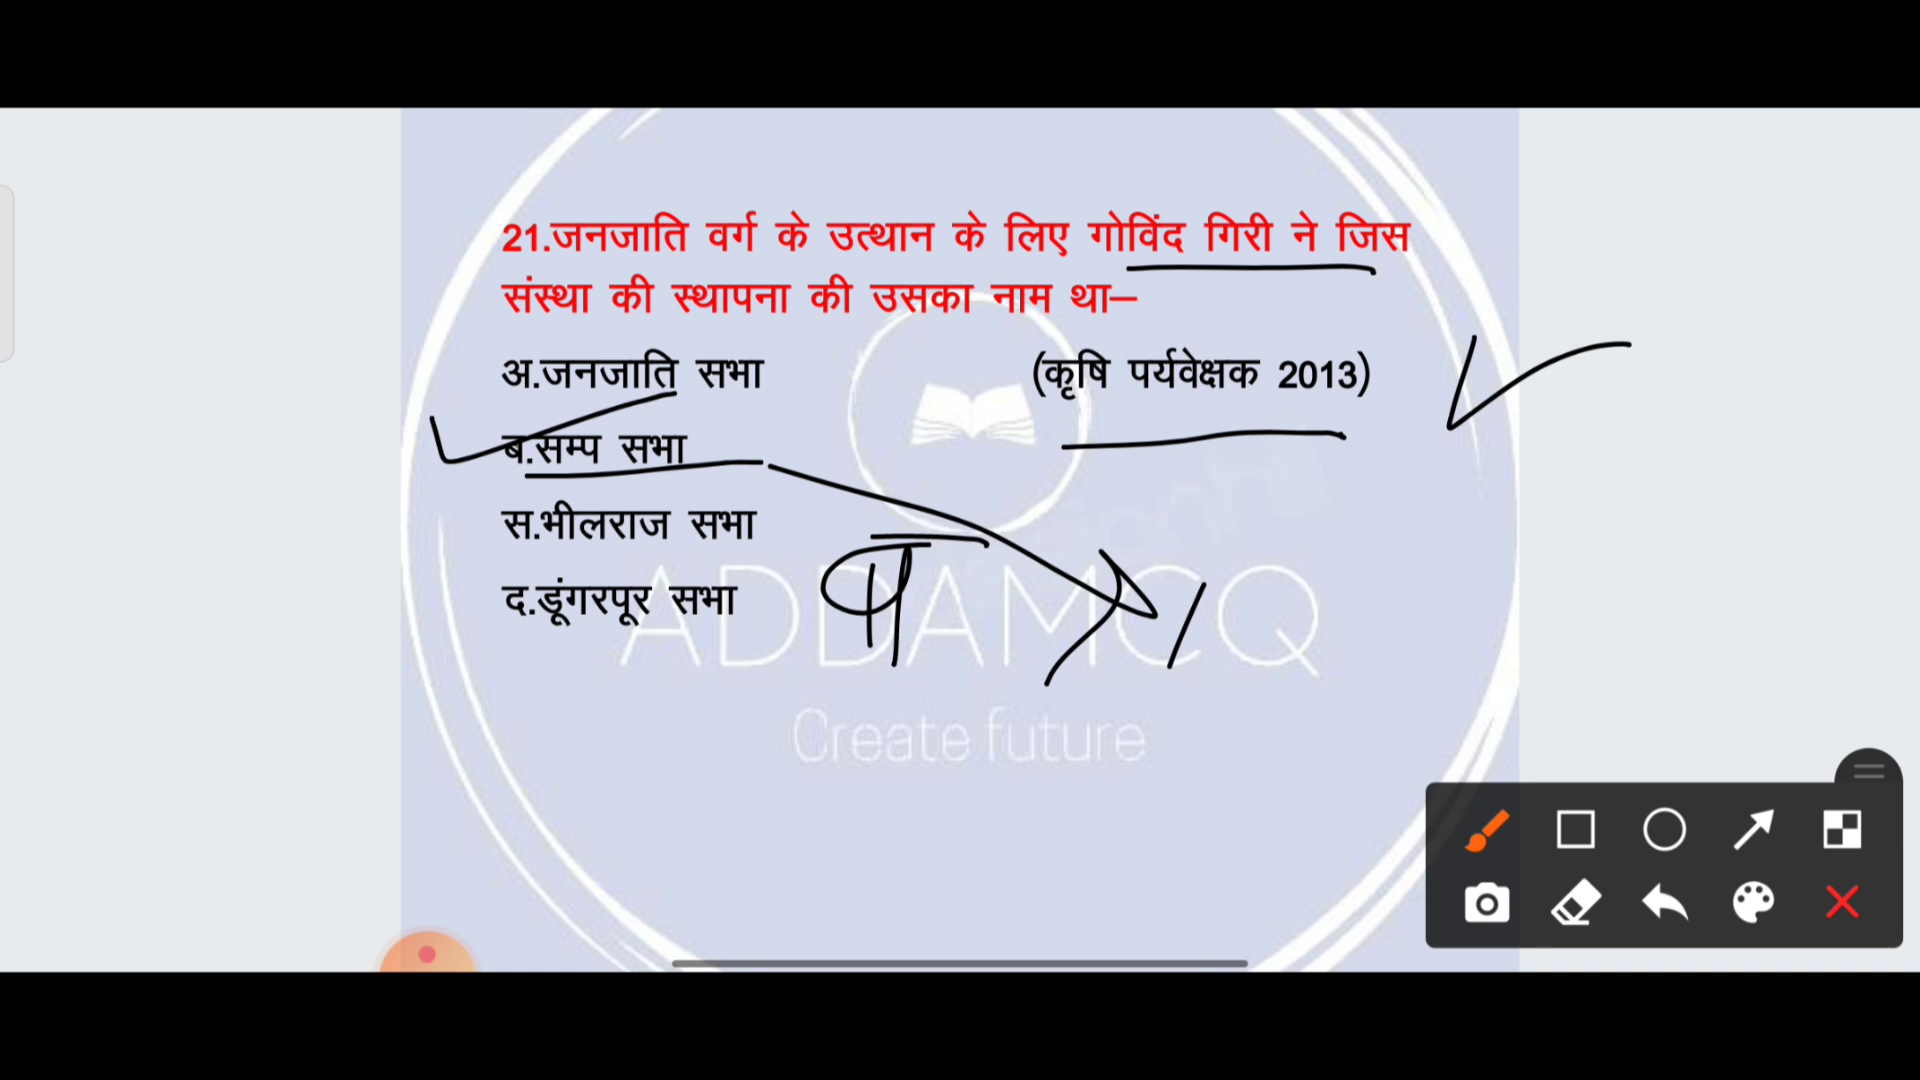 21.जनजाति वर्ग के उत्थान के लिए गोविंद गिरी ने जिस
संस्था की स्थापना की उसका नाम था–
अ.जनजाति सभा (कृषि पर्यवेक्षक 2013)
ब.सम्प सभा
स.भीलराज सभा
द.डूंगरपूर सभा
ADDAMCQ
Create future